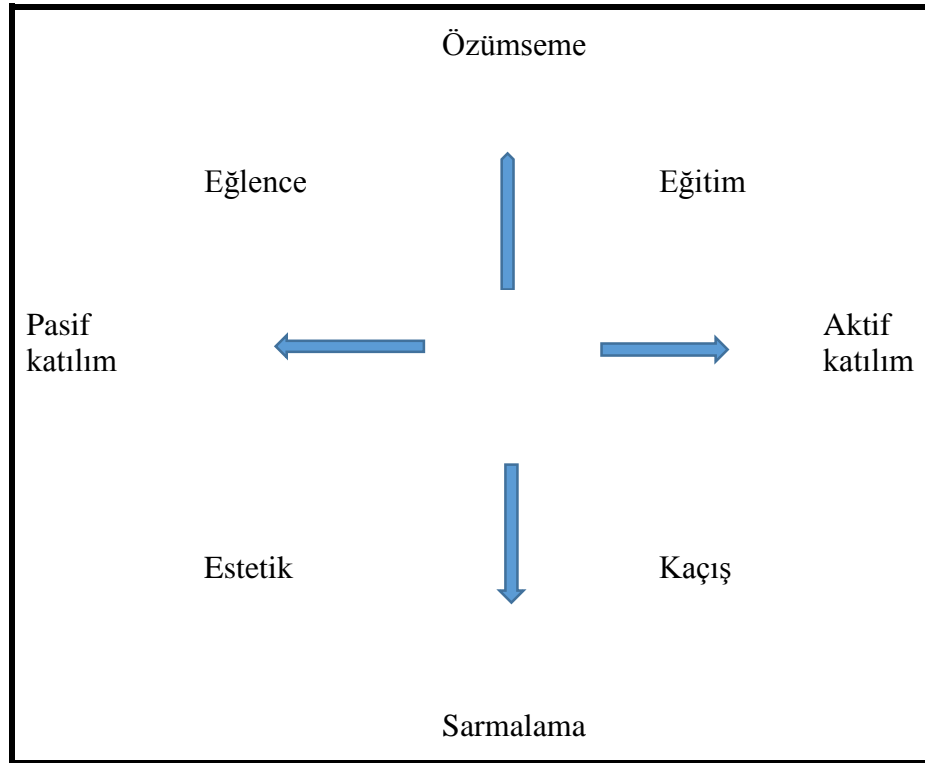 Özümseme
Eğlence
Eğitim
Pasif
katılım
Aktif
katılım
Estetik
Kaçış
Sarmalama